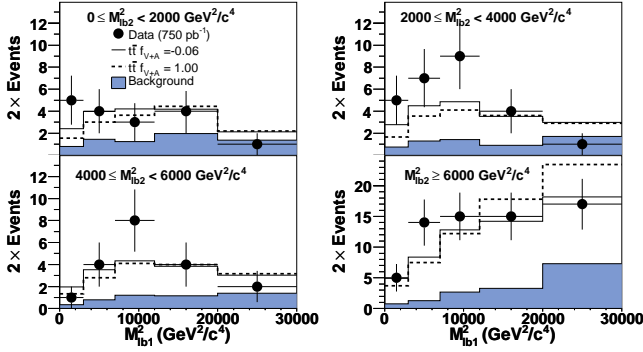 0 ≤ M²lb2 < 2000 GeV²/c⁴
2000 ≤ M²lb2 < 4000 GeV²/c⁴
2 × Events
12
10
8
6
4
2
Data (750 pb⁻¹)
tt̄ fV+A =-0.06
tt̄ fV+A = 1.00
Background
2 × Events
12
10
8
6
4
2
4000 ≤ M²lb2 < 6000 GeV²/c⁴
M²lb2 ≥ 6000 GeV²/c⁴
2 × Events
12
10
8
6
4
2
0
2 × Events
20
15
10
5
0
0 10000 20000 30000
0 10000 20000 30000
M²lb1 (GeV²/c⁴)
M²lb1 (GeV²/c⁴)